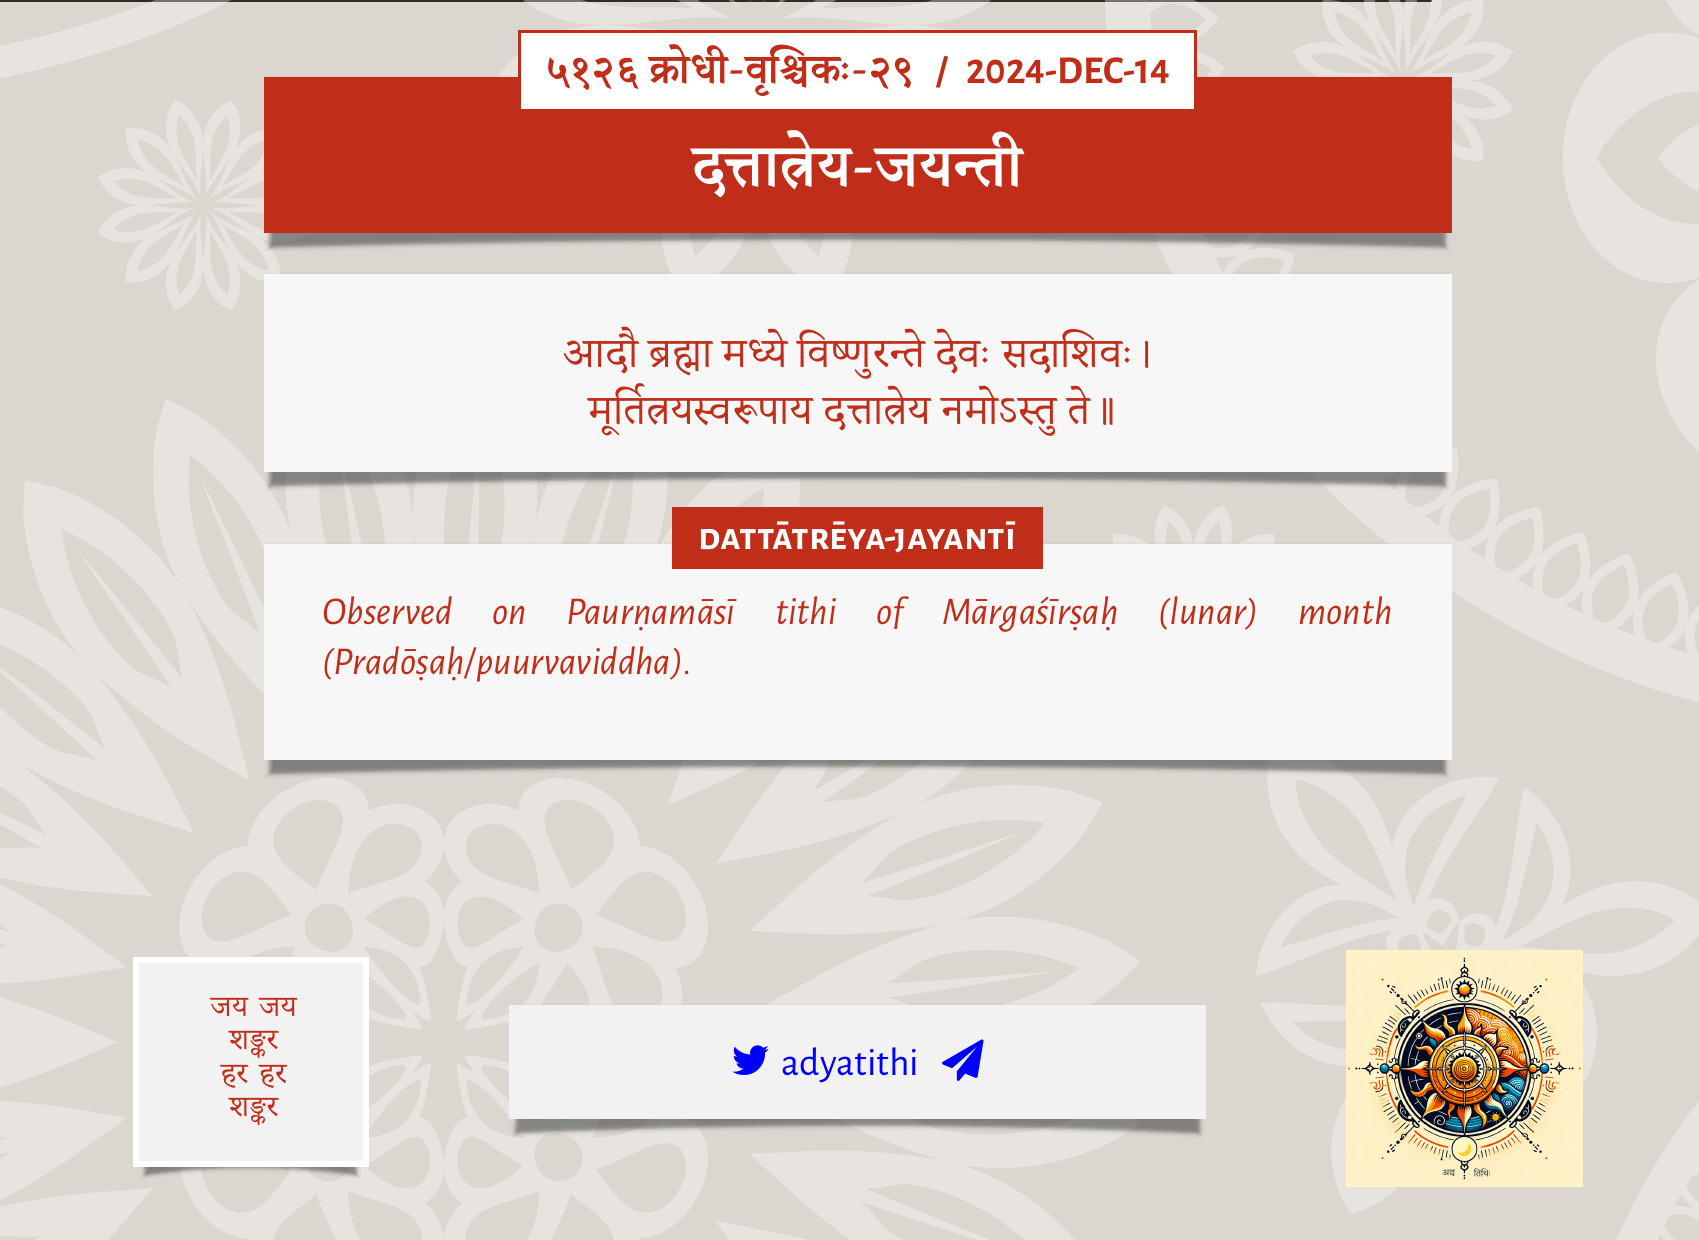 ५१२६ क्रोधी-वृश्चिकः-२९ / 2024-DEC-14
दत्तात्रेय-जयन्ती
आदौ ब्रह्मा मध्ये विष्णुरन्ते देवः सदाशिवः।
मूर्तित्रयस्वरूपाय दत्तात्रेय नमोऽस्तु ते॥
DATTĀTRĒYA-JAYANTĪ
Observed on Paurṇamāsī tithi of Mārgaśīrṣaḥ (lunar) month
(Pradōṣaḥ/puurvaviddha).
जय जय
शङ्कर
हर हर
शङ्कर
adyatithi
अद्य तिथिः